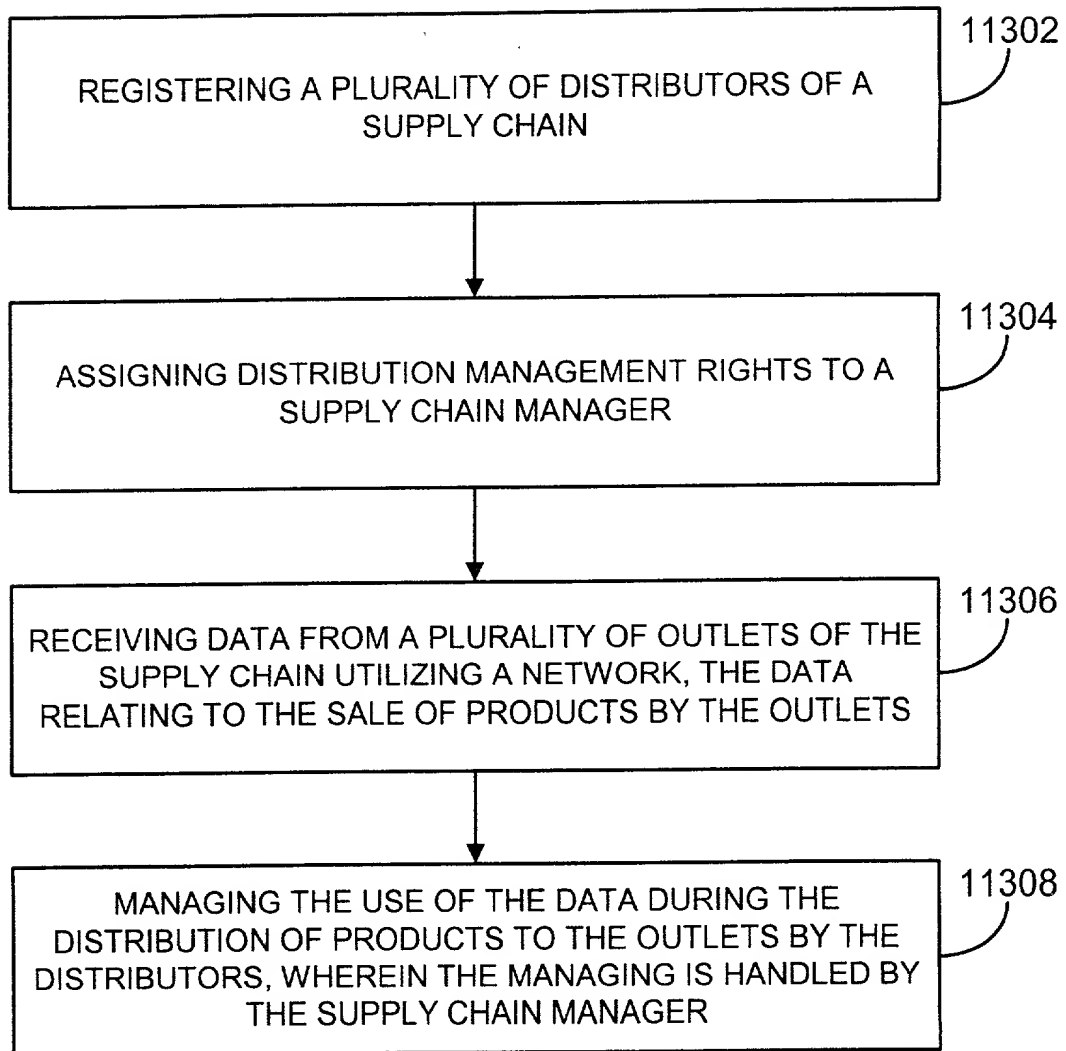 11302
REGISTERING A PLURALITY OF DISTRIBUTORS OF A
SUPPLY CHAIN
11304
ASSIGNING DISTRIBUTION MANAGEMENT RIGHTS TO A
SUPPLY CHAIN MANAGER
11306
RECEIVING DATA FROM A PLURALITY OF OUTLETS OF THE
SUPPLY CHAIN UTILIZING A NETWORK, THE DATA
RELATING TO THE SALE OF PRODUCTS BY THE OUTLETS
11308
MANAGING THE USE OF THE DATA DURING THE
DISTRIBUTION OF PRODUCTS TO THE OUTLETS BY THE
DISTRIBUTORS, WHEREIN THE MANAGING IS HANDLED BY
THE SUPPLY CHAIN MANAGER